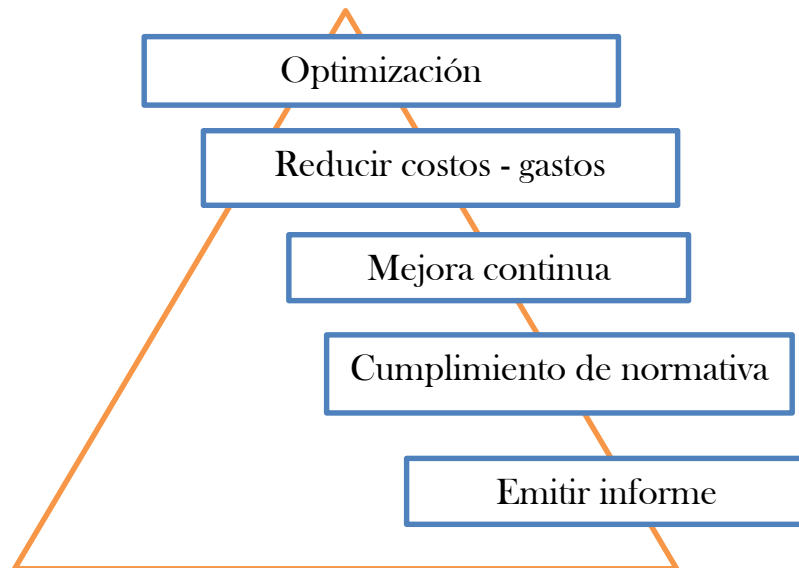 Optimización
Reducir costos - gastos
Mejora continua
Cumplimiento de normativa
Emitir informe